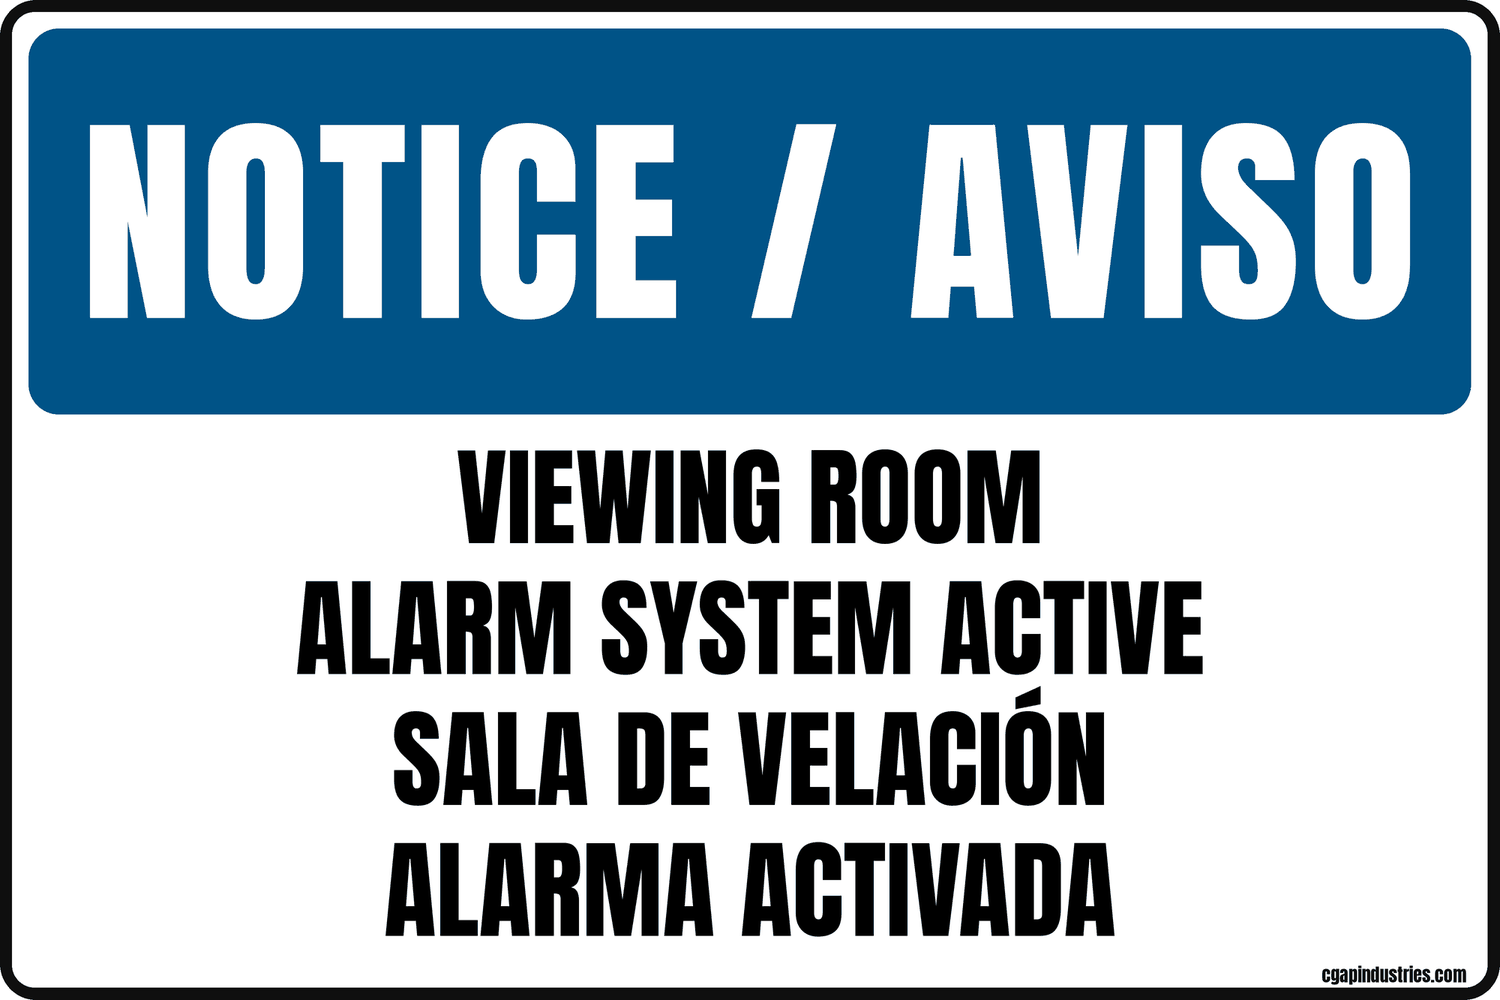 NOTICE / AVISO
VIEWING ROOM
ALARM SYSTEM ACTIVE
SALA DE VELACIÓN
ALARMA ACTIVADA
cgapindustries.com